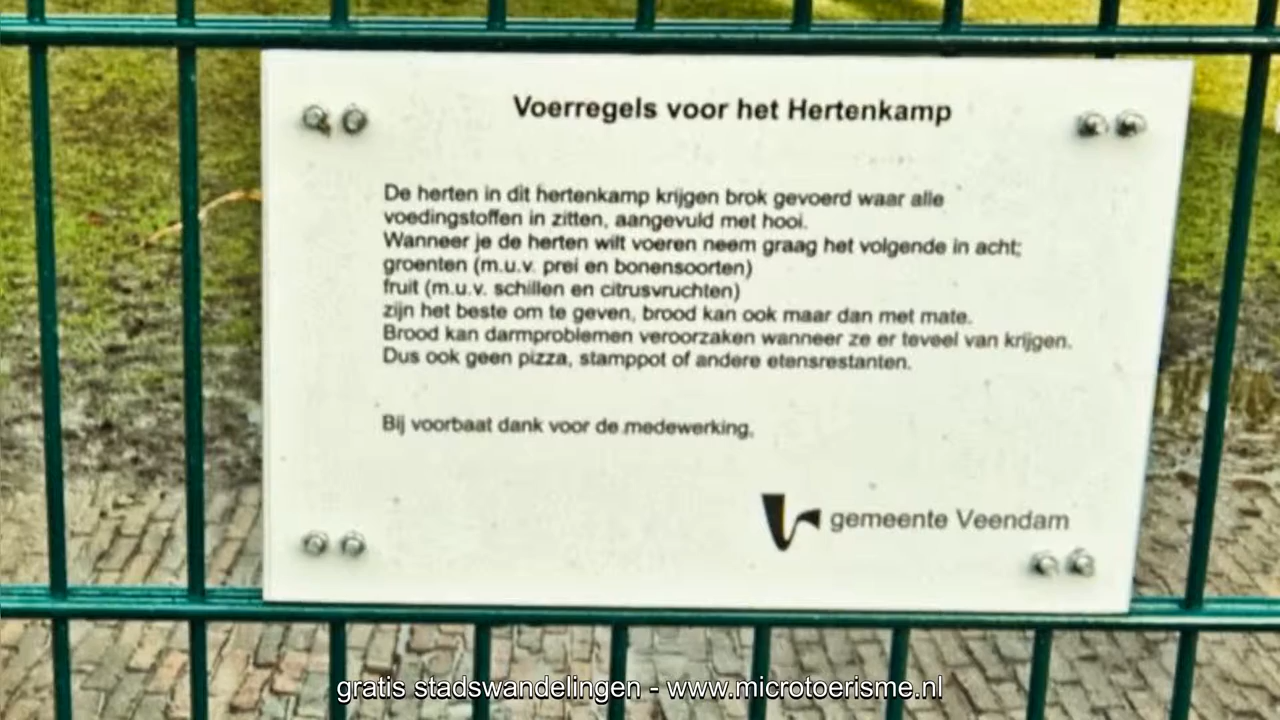 Voerregels voor het Hertenkamp
De herten in dit hertenkamp krijgen brok gevoerd waar alle
voedingstoffen in zitten, aangevuld met hooi.
Wanneer je de herten wilt voeren neem graag het volgende in acht;
groenten (m.u.v. prei en bonensoorten)
fruit (m.u.v. schillen en citrusvruchten)
zijn het beste om te geven, brood kan ook maar dan met mate.
Brood kan darmproblemen veroorzaken wanneer ze er teveel van krijgen.
Dus ook geen pizza, stamppot of andere etensrestanten.
Bij voorbaat dank voor de medewerking,
gemeente Veendam
gratis stadswandelingen - www.microtoerisme.nl